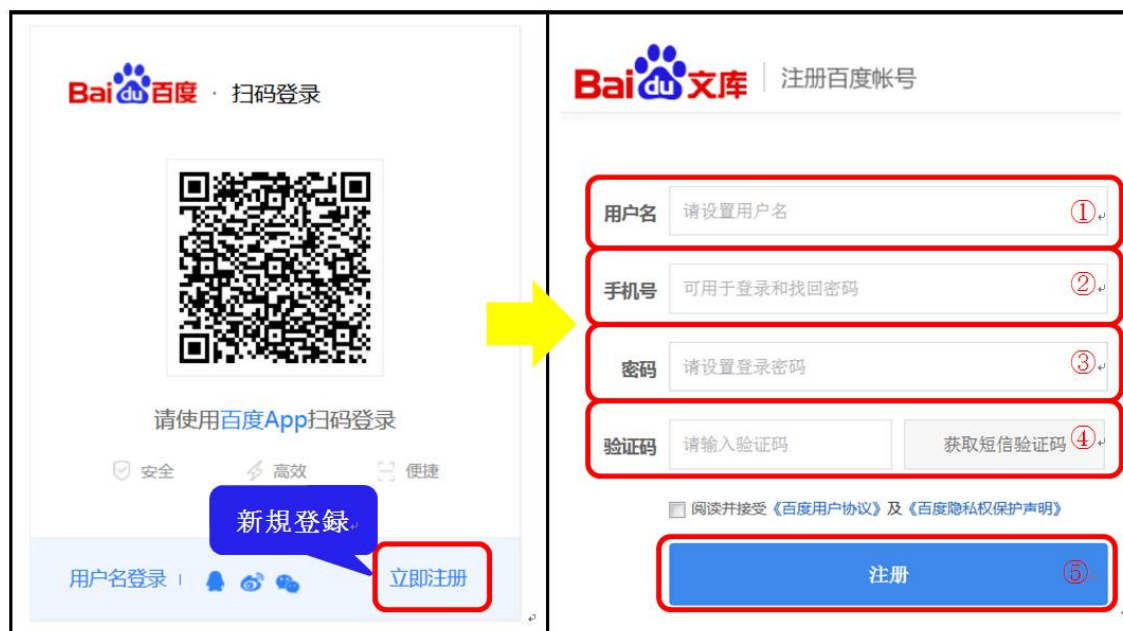 Baidu百度 · 扫码登录
请使用百度App扫码登录
安全 高效 便捷
新規登録
用户名登录 立即注册
Baidu文库 注册百度帐号
用户名 请设置用户名 ①
手机号 可用于登录和找回密码 ②
密码 请设置登录密码 ③
验证码 请输入验证码 获取短信验证码 ④
阅读并接受《百度用户协议》及《百度隐私权保护声明》
注册 ⑤